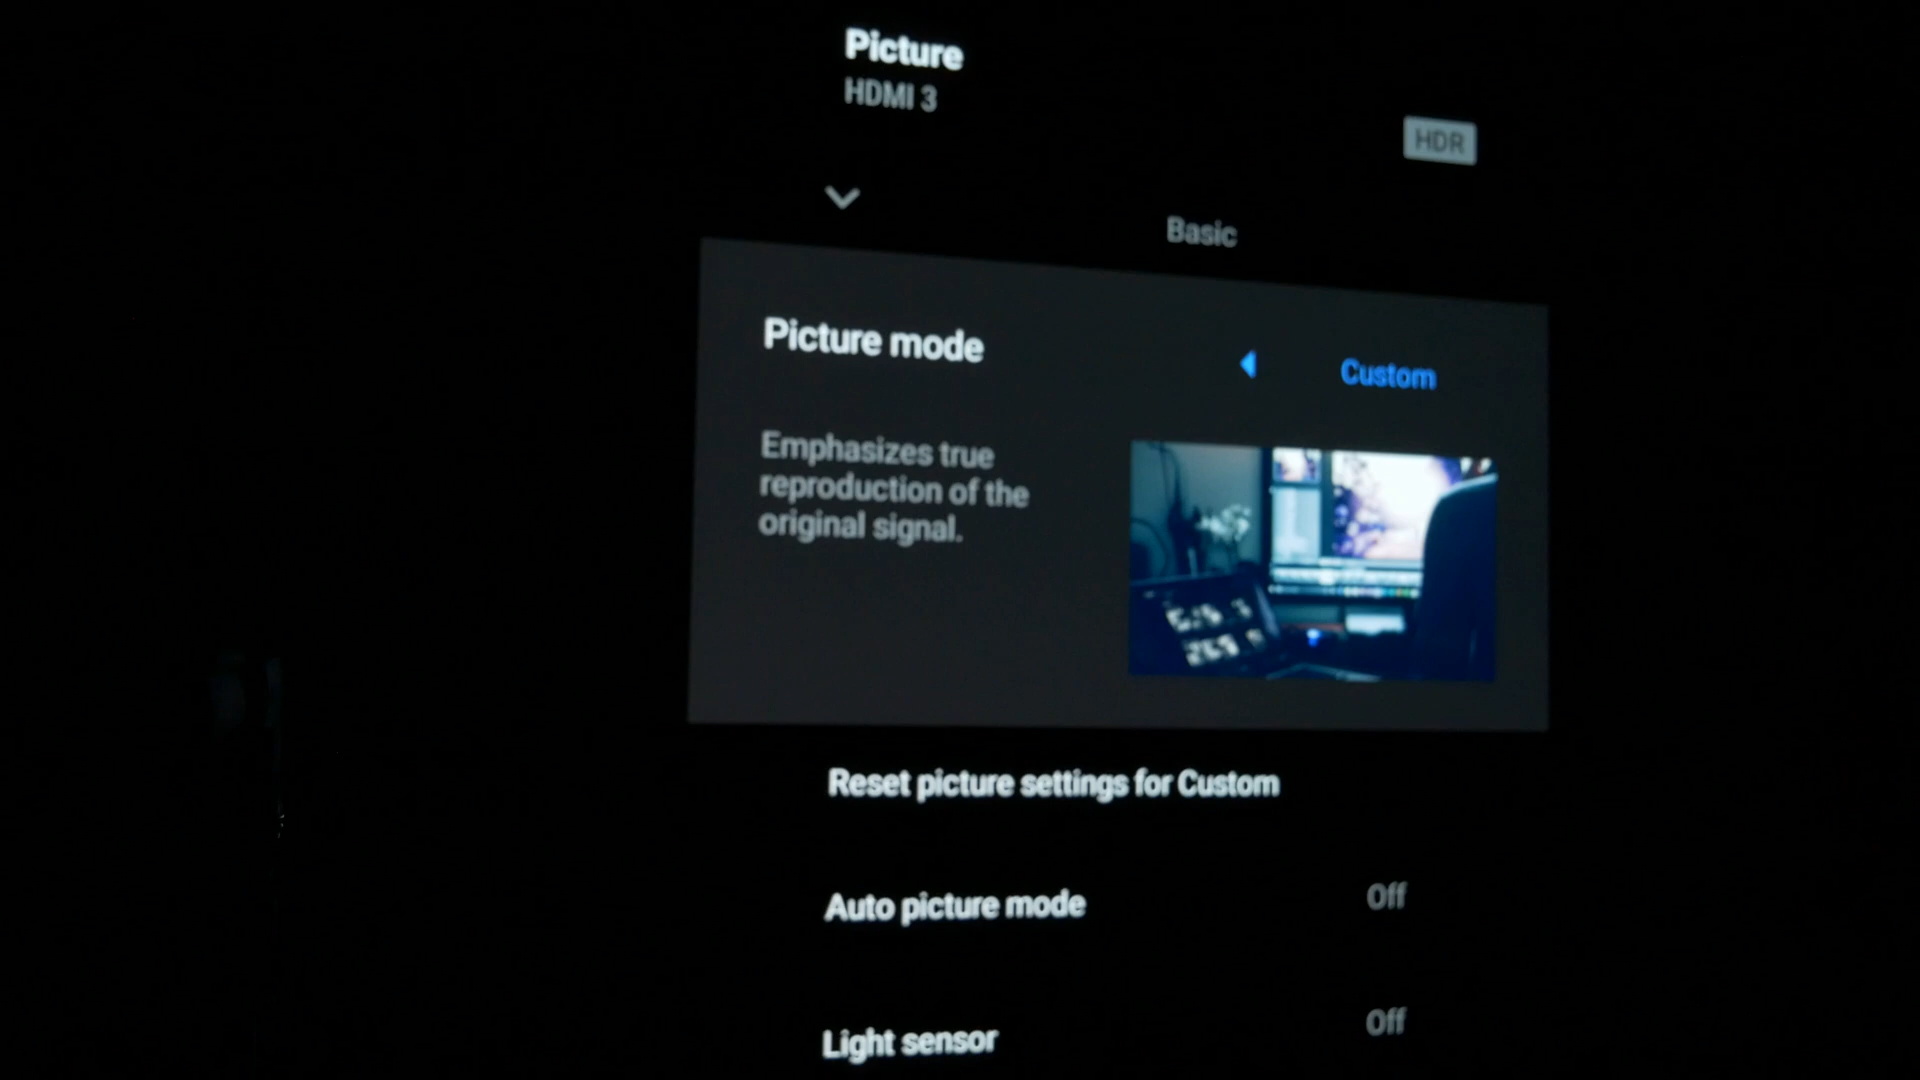 Picture
HDMI 3
HDR
Basic
Picture mode
Custom
Emphasizes true
reproduction of the
original signal.
Reset picture settings for Custom
Auto picture mode
Off
Light sensor
Off